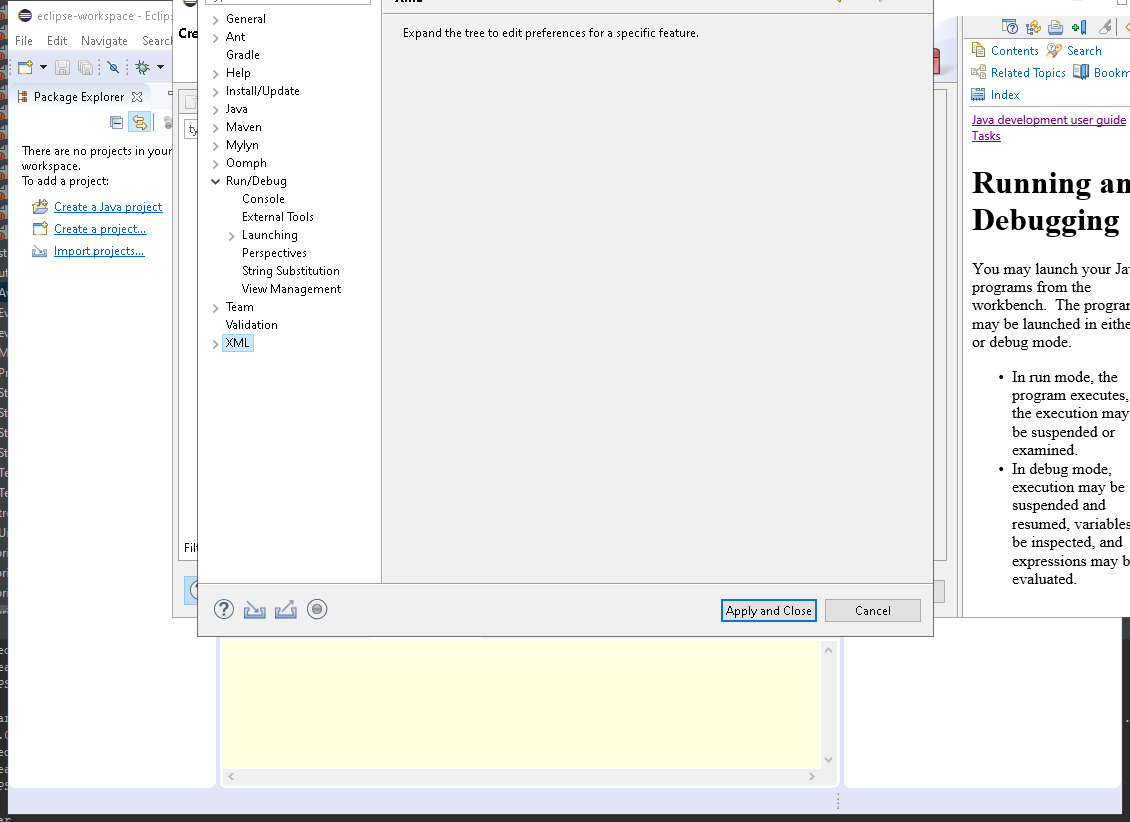 eclipse-workspace - Eclips
File Edit Navigate Search
Package Explorer
There are no projects in your
workspace.
To add a project:
Create a Java project
Create a project...
Import projects...
Cre
ty
Filt
General
Ant
Gradle
Help
Install/Update
Java
Maven
Mylyn
Oomph
Run/Debug
Console
External Tools
Launching
Perspectives
String Substitution
View Management
Team
Validation
XML
Expand the tree to edit preferences for a specific feature.
Apply and Close
Cancel
Contents Search
Related Topics Bookm
Index
Java development user guide
Tasks
Running an
Debugging
You may launch your Jav
programs from the
workbench. The program
may be launched in eithe
or debug mode.
• In run mode, the
program executes,
the execution may
be suspended or
examined.
• In debug mode,
execution may be
suspended and
resumed, variables
be inspected, and
expressions may b
evaluated.